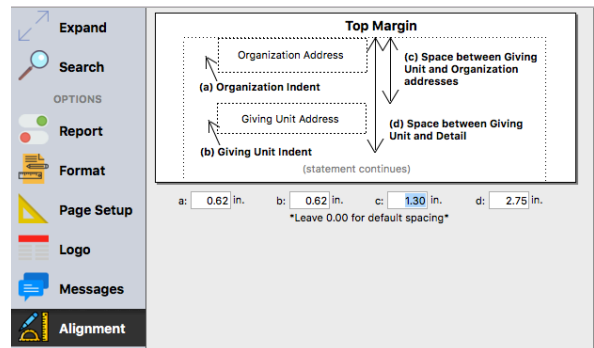 Expand
Search
OPTIONS
Report
Format
Page Setup
Logo
Messages
Alignment
Top Margin
Organization Address
(a) Organization Indent
(c) Space between Giving
Unit and Organization
addresses
Giving Unit Address
(b) Giving Unit Indent
(d) Space between Giving
Unit and Detail
(statement continues)
a: 0.62 in. b: 0.62 in. c: 1.30 in. d: 2.75 in.
*Leave 0.00 for default spacing*